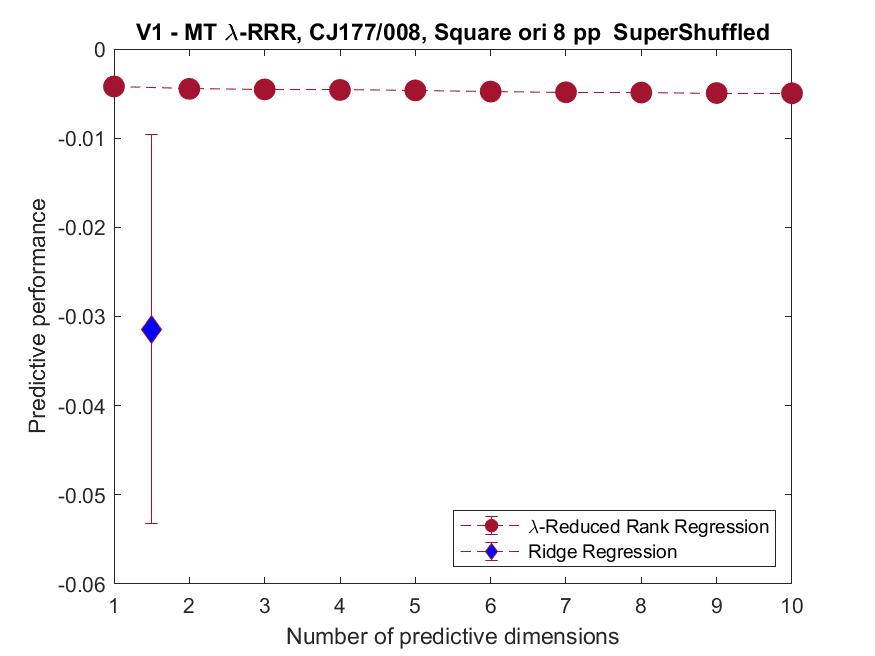 V1 - MT λ-RRR, CJ177/008, Square ori 8 pp  SuperShuffled
0
-0.01
-0.02
-0.03
-0.04
-0.05
-0.06
Predictive performance
λ-Reduced Rank Regression
Ridge Regression
1 2 3 4 5 6 7 8 9 10
Number of predictive dimensions